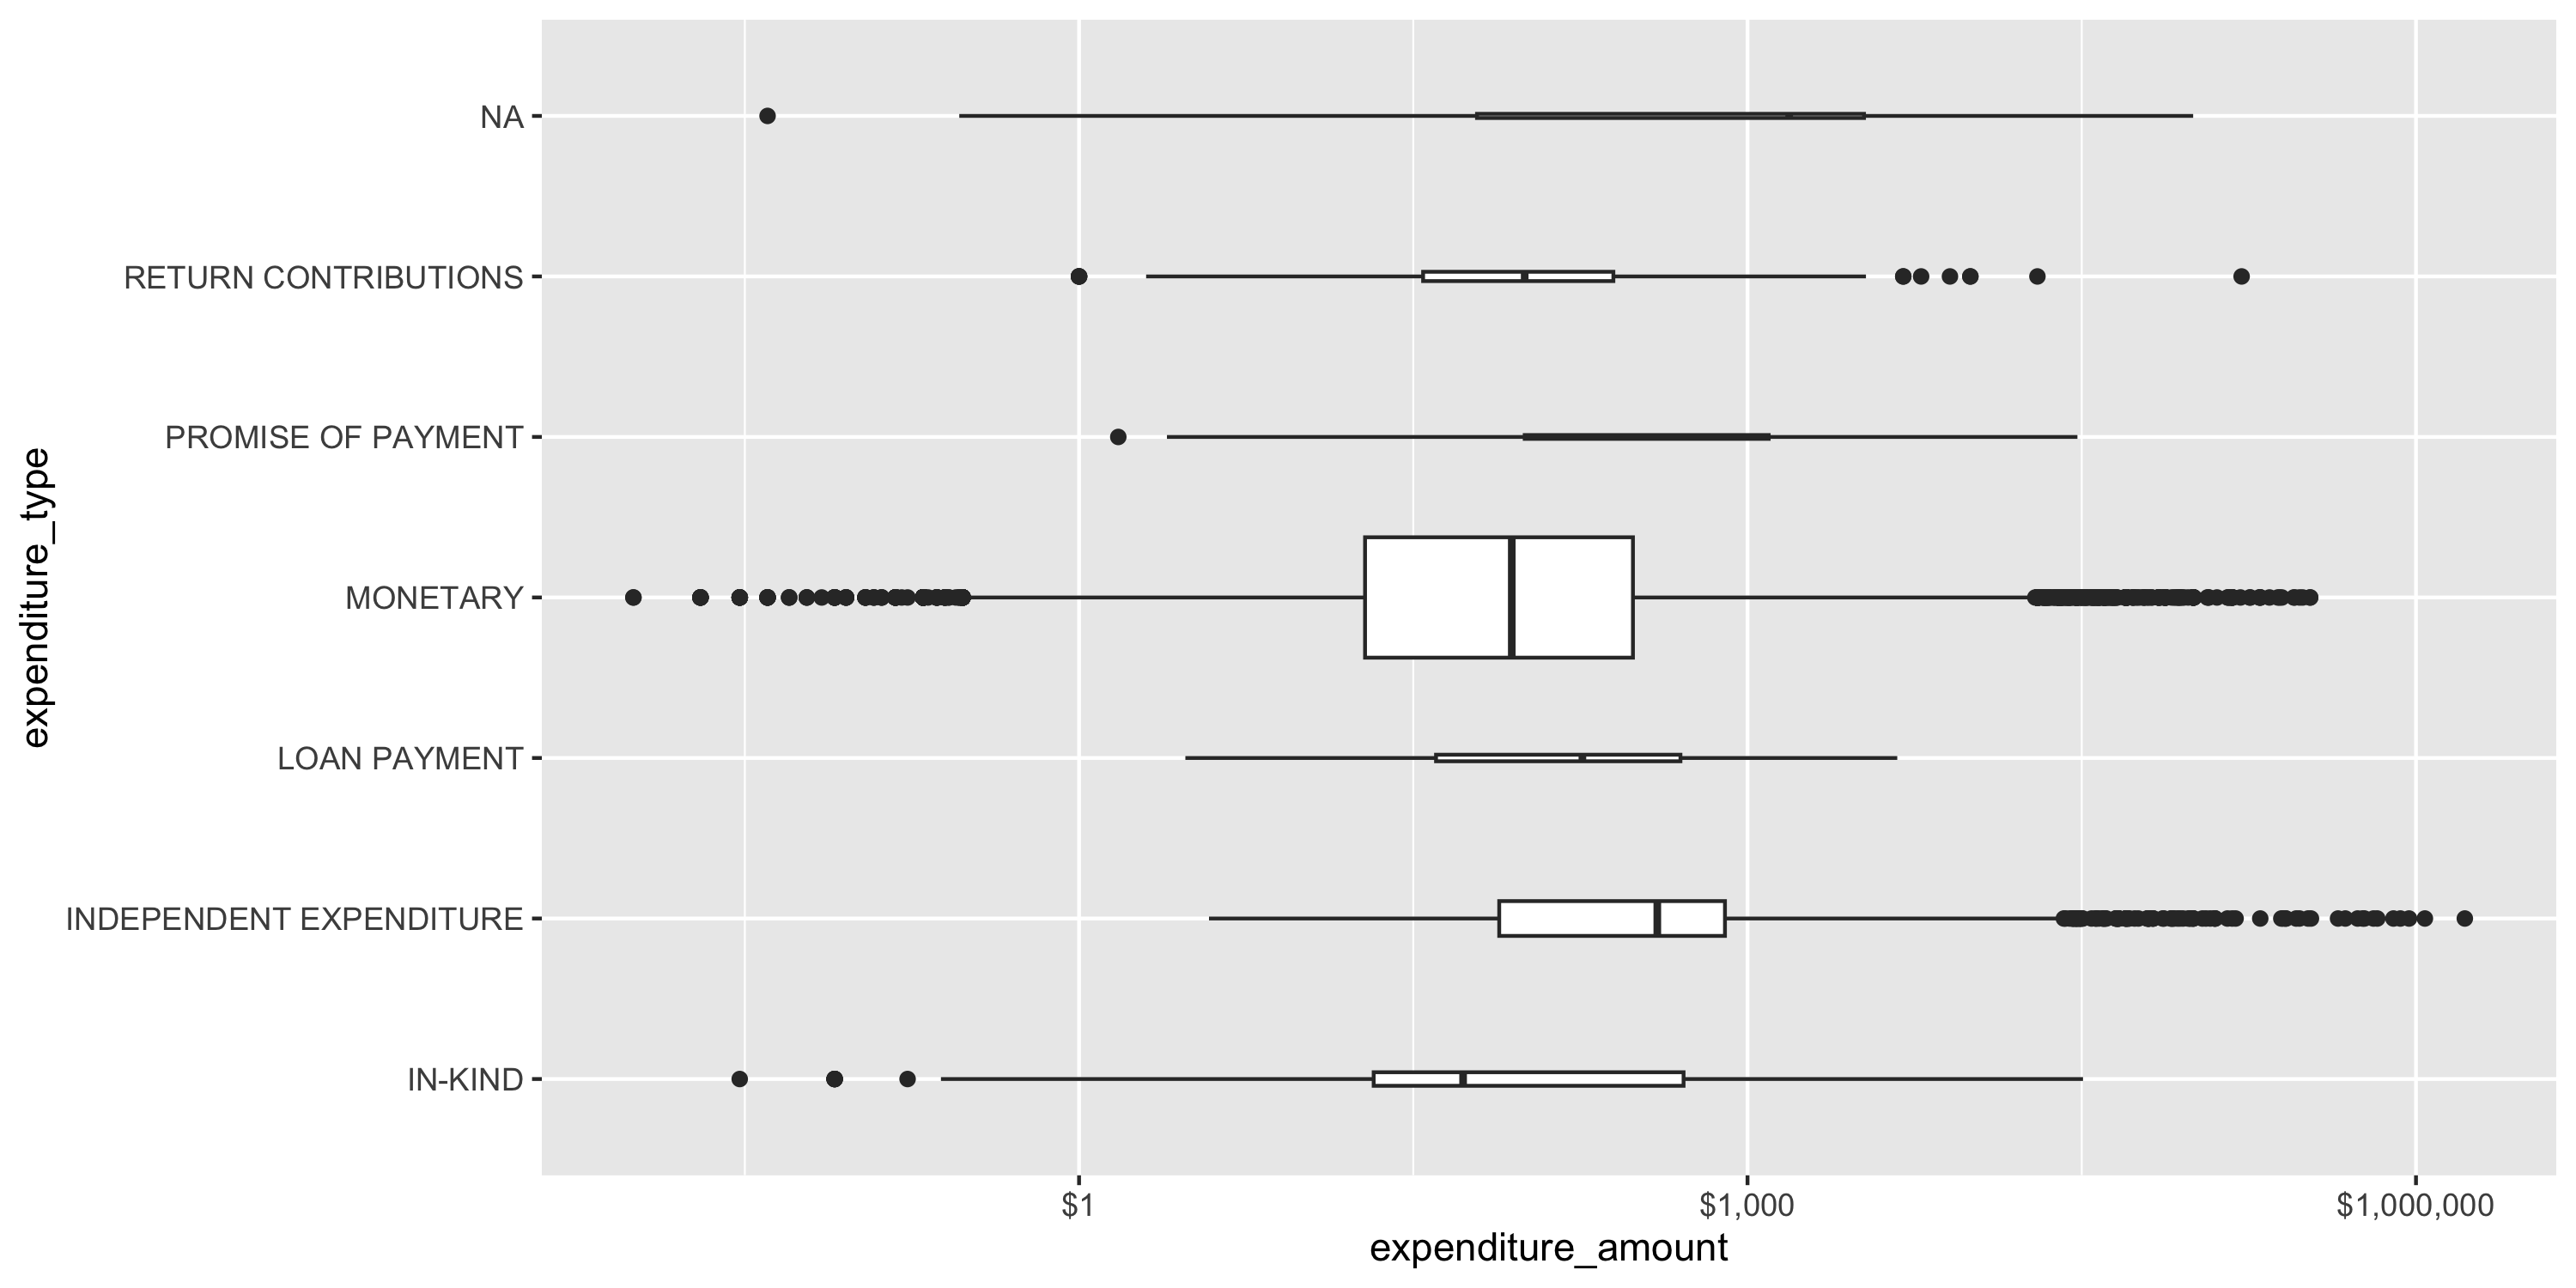 NA
RETURN CONTRIBUTIONS
PROMISE OF PAYMENT
MONETARY
LOAN PAYMENT
INDEPENDENT EXPENDITURE
IN-KIND
expenditure_type
$1
$1,000
$1,000,000
expenditure_amount